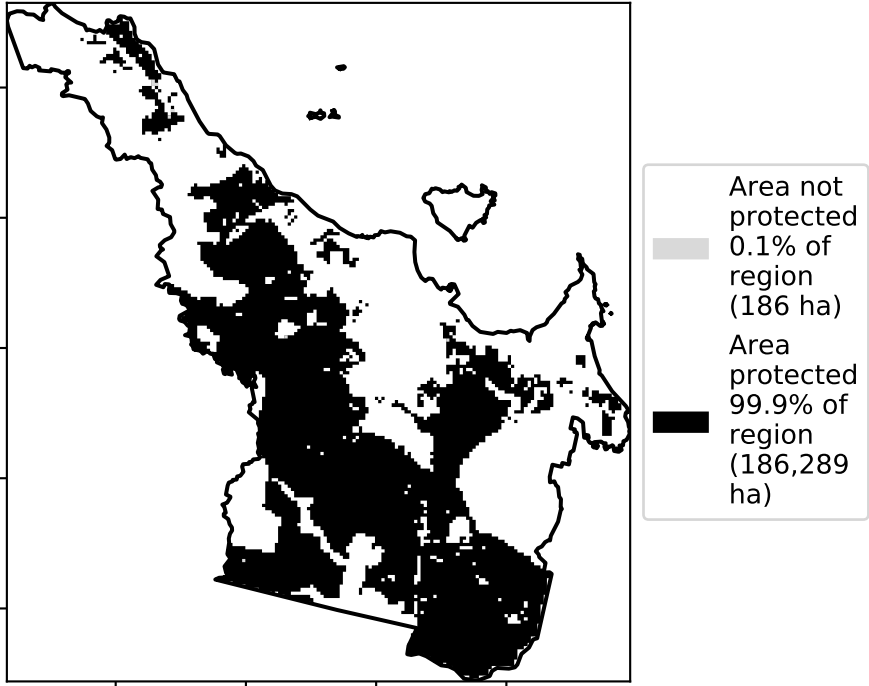 Area not
protected
0.1% of
region
(186 ha)
Area
protected
99.9% of
region
(186,289
ha)